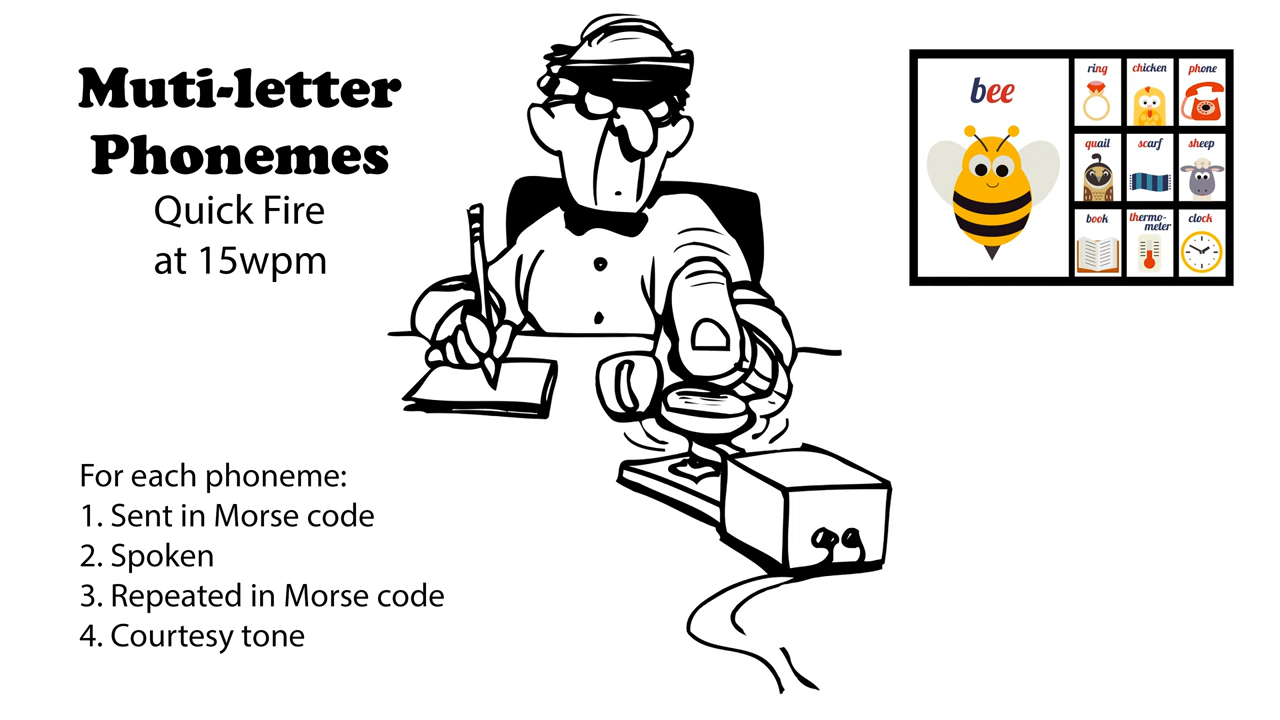 Muti-letter
Phonemes
Quick Fire
at 15wpm
bee
ring
chicken
phone
quail
scarf
sheep
book
thermo-
meter
clock
For each phoneme:
1. Sent in Morse code
2. Spoken
3. Repeated in Morse code
4. Courtesy tone